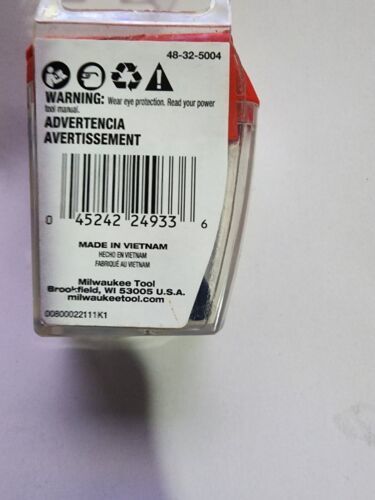 48-32-5004
WARNING: Wear eye protection. Read your power
tool manual.
ADVERTENCIA
AVERTISSEMENT
0 45242 24933 6
MADE IN VIETNAM
HECHO EN VIETNAM
FABRIQUÉ AU VIETNAM
Milwaukee Tool
Brookfield, WI 53005 U.S.A.
milwaukeetool.com
00800022111K1